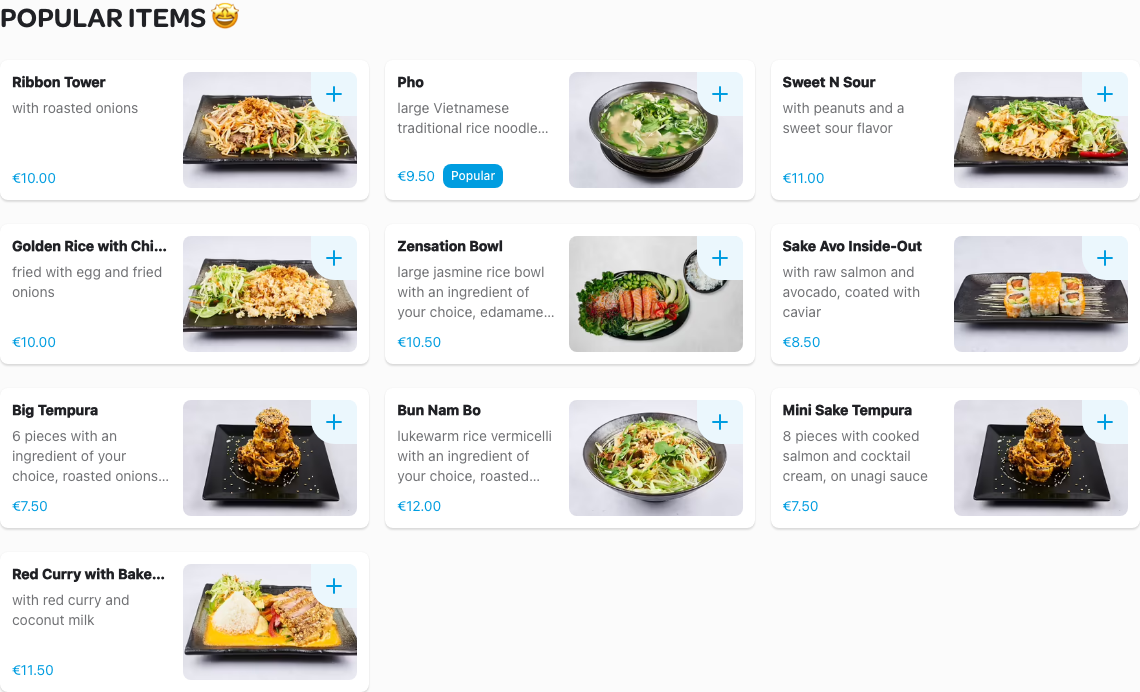 POPULAR ITEMS 🤩
Ribbon Tower
with roasted onions
€10.00
Pho
large Vietnamese
traditional rice noodle...
€9.50
Popular
Sweet N Sour
with peanuts and a
sweet sour flavor
€11.00
Golden Rice with Chi...
fried with egg and fried
onions
€10.00
Zensation Bowl
large jasmine rice bowl
with an ingredient of
your choice, edamame...
€10.50
Sake Avo Inside-Out
with raw salmon and
avocado, coated with
caviar
€8.50
Big Tempura
6 pieces with an
ingredient of your
choice, roasted onions...
€7.50
Bun Nam Bo
lukewarm rice vermicelli
with an ingredient of
your choice, roasted...
€12.00
Mini Sake Tempura
8 pieces with cooked
salmon and cocktail
cream, on unagi sauce
€7.50
Red Curry with Bake...
with red curry and
coconut milk
€11.50